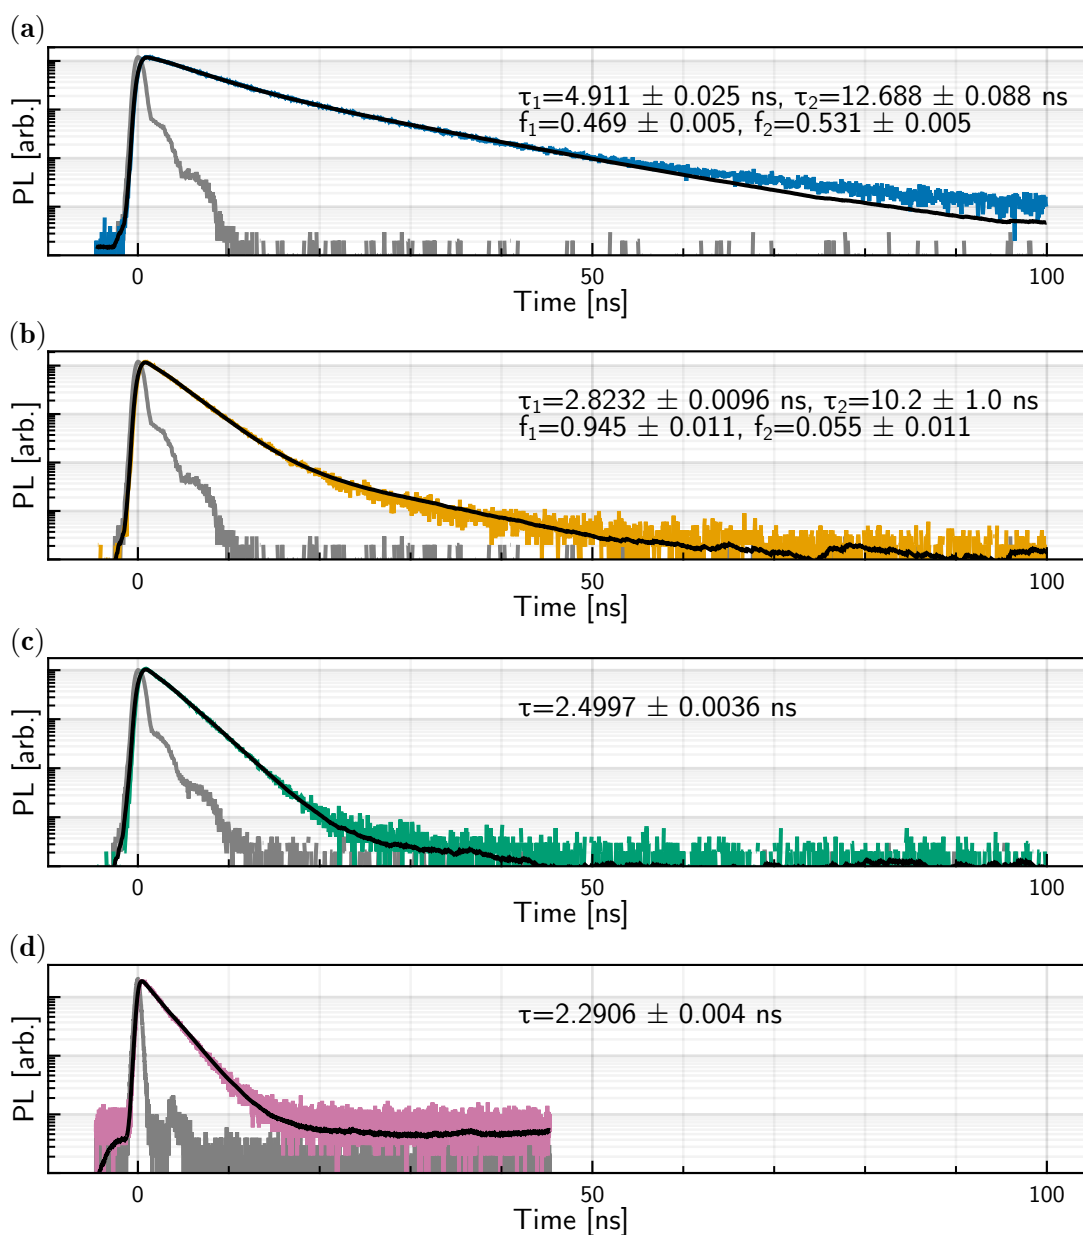 (a)
PL [arb.]
τ₁=4.911 ± 0.025 ns, τ₂=12.688 ± 0.088 ns
f₁=0.469 ± 0.005, f₂=0.531 ± 0.005
0 50 100
Time [ns]
(b)
PL [arb.]
τ₁=2.8232 ± 0.0096 ns, τ₂=10.2 ± 1.0 ns
f₁=0.945 ± 0.011, f₂=0.055 ± 0.011
0 50 100
Time [ns]
(c)
PL [arb.]
τ=2.4997 ± 0.0036 ns
0 50 100
Time [ns]
(d)
PL [arb.]
τ=2.2906 ± 0.004 ns
0 50 100
Time [ns]